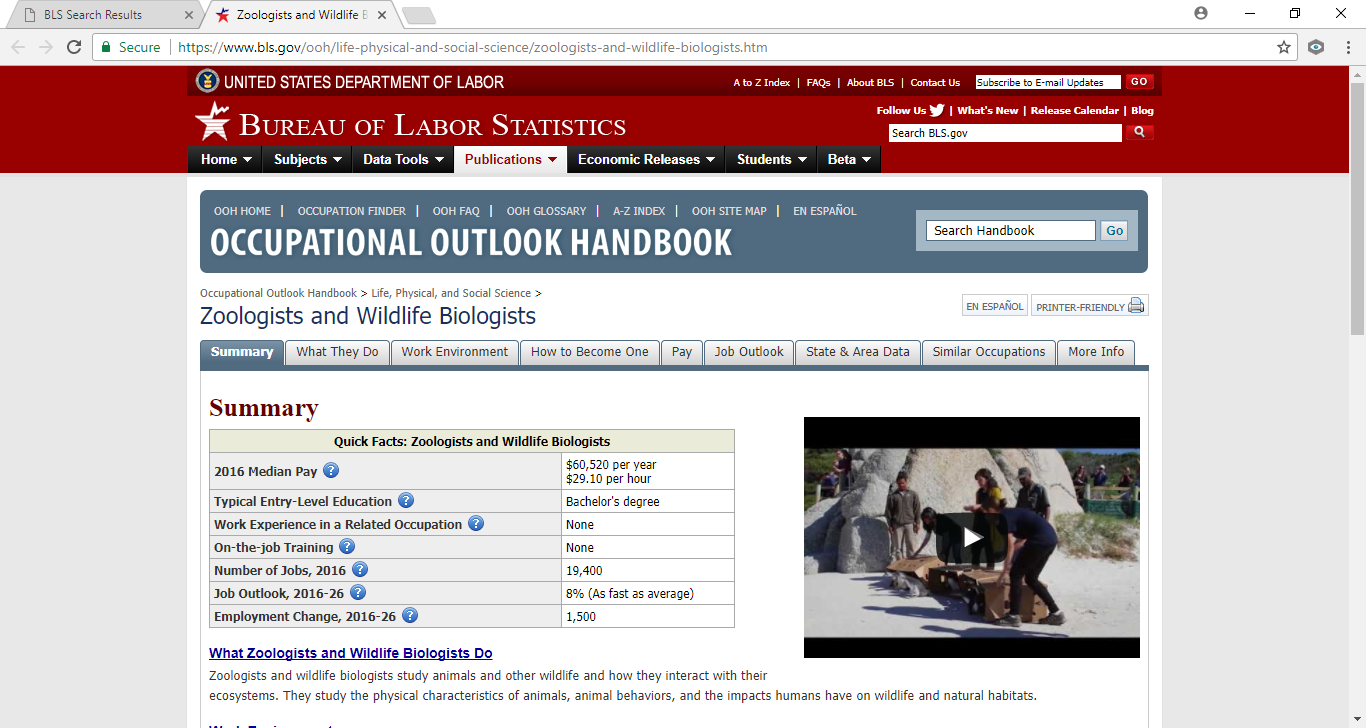 BLS Search Results
Zoologists and Wildlife B
Secure
https://www.bls.gov/ooh/life-physical-and-social-science/zoologists-and-wildlife-biologists.htm
UNITED STATES DEPARTMENT OF LABOR
A to Z Index | FAQs | About BLS | Contact Us
Subscribe to E-mail Updates
GO
Follow Us | What's New | Release Calendar | Blog
BUREAU OF LABOR STATISTICS
Search BLS.gov
Home
Subjects
Data Tools
Publications
Economic Releases
Students
Beta
OOH HOME | OCCUPATION FINDER | OOH FAQ | OOH GLOSSARY | A-Z INDEX | OOH SITE MAP | EN ESPAÑOL
OCCUPATIONAL OUTLOOK HANDBOOK
Search Handbook
Go
Occupational Outlook Handbook > Life, Physical, and Social Science >
Zoologists and Wildlife Biologists
EN ESPAÑOL
PRINTER-FRIENDLY
Summary
What They Do
Work Environment
How to Become One
Pay
Job Outlook
State & Area Data
Similar Occupations
More Info
Summary
Quick Facts: Zoologists and Wildlife Biologists
2016 Median Pay
$60,520 per year
$29.10 per hour
Typical Entry-Level Education
Bachelor's degree
Work Experience in a Related Occupation
None
On-the-job Training
None
Number of Jobs, 2016
19,400
Job Outlook, 2016-26
8% (As fast as average)
Employment Change, 2016-26
1,500
What Zoologists and Wildlife Biologists Do
Zoologists and wildlife biologists study animals and other wildlife and how they interact with their
ecosystems. They study the physical characteristics of animals, animal behaviors, and the impacts humans have on wildlife and natural habitats.